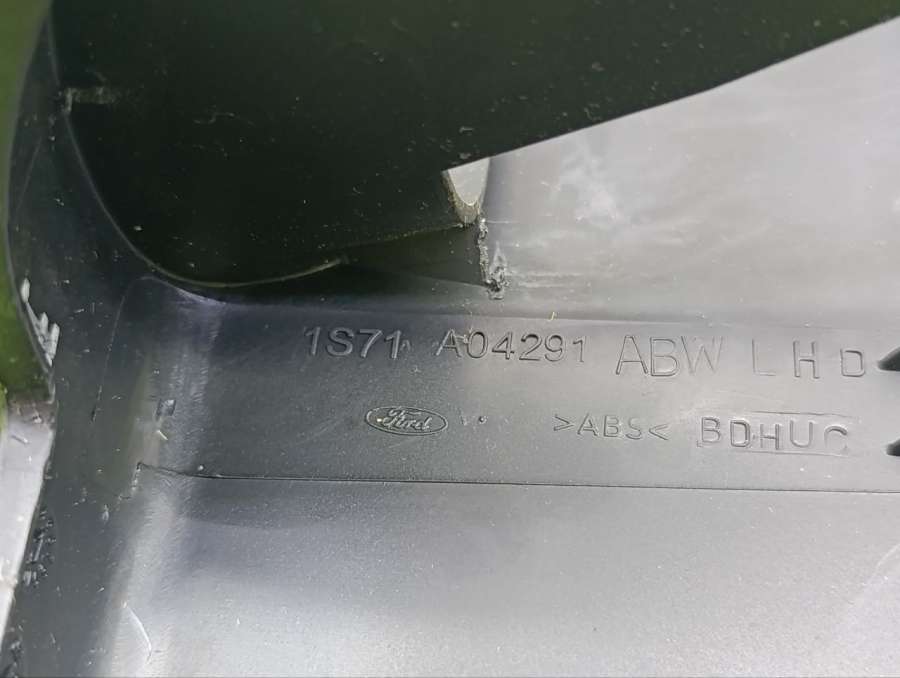 1S71 A04291 ABW LHD
Ford >ABS< BDHUC